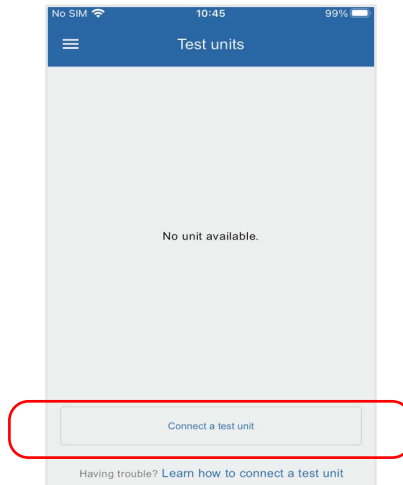 No SIM 10:45 99%
Test units
No unit available.
Connect a test unit
Having trouble? Learn how to connect a test unit